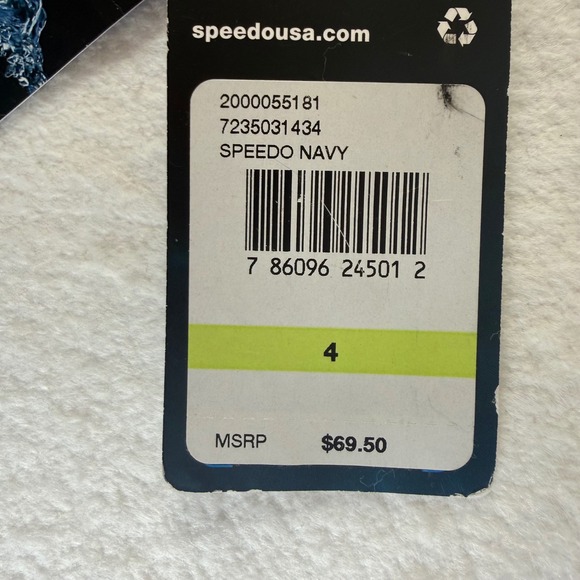 speedousa.com
2000055181
7235031434
SPEEDO NAVY
7 86096 24501 2
4
MSRP $69.50